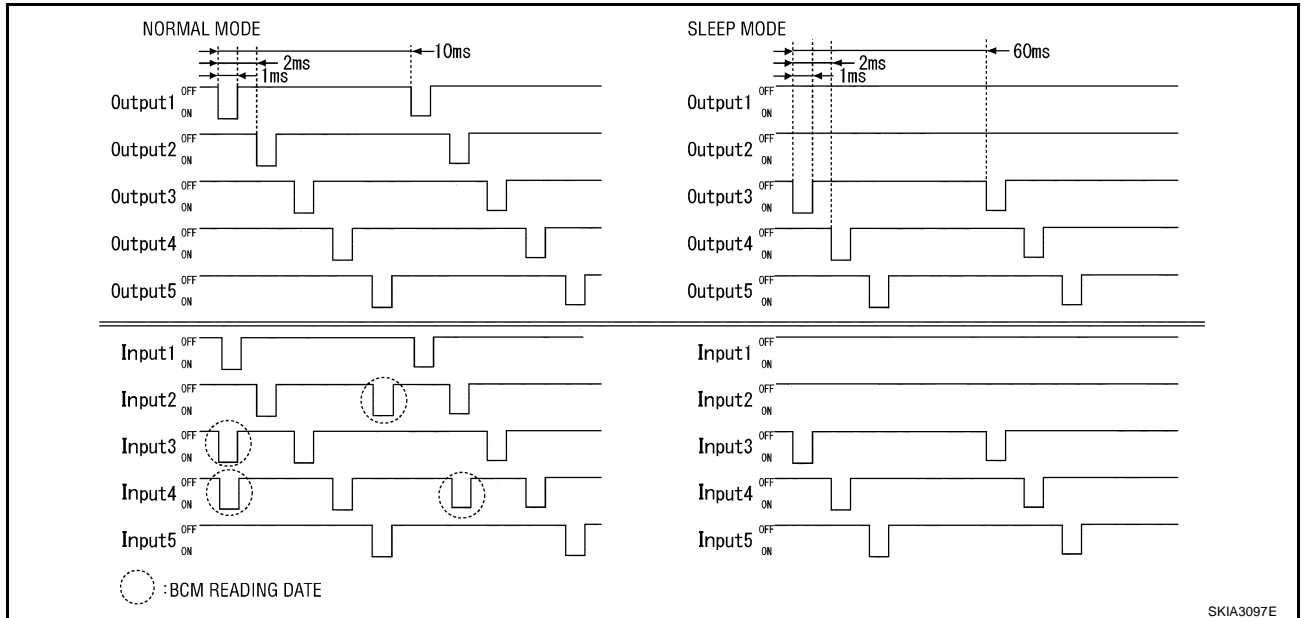 NORMAL MODE
10ms
2ms
1ms
Output1 OFF ON
Output2 OFF ON
Output3 OFF ON
Output4 OFF ON
Output5 OFF ON
Input1 OFF ON
Input2 OFF ON
Input3 OFF ON
Input4 OFF ON
Input5 OFF ON
SLEEP MODE
60ms
2ms
1ms
Output1 OFF ON
Output2 OFF ON
Output3 OFF ON
Output4 OFF ON
Output5 OFF ON
Input1 OFF ON
Input2 OFF ON
Input3 OFF ON
Input4 OFF ON
Input5 OFF ON
:BCM READING DATE
SKIA3097E